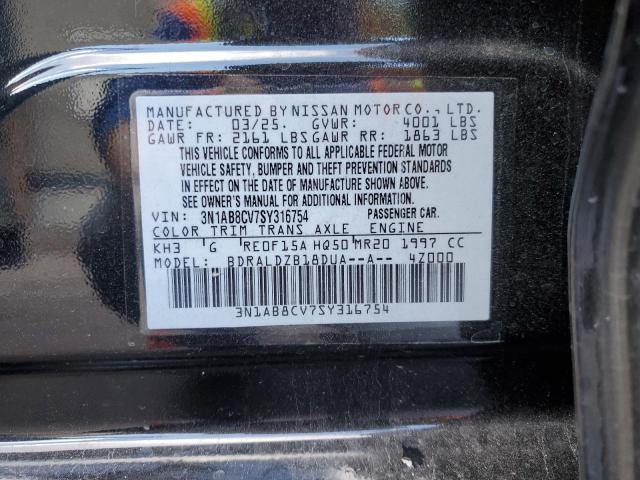 MANUFACTURED BY NISSAN MOTOR CO., LTD.
DATE: 03/25. GVWR: 4001 LBS
GAWR FR: 2161 LBS GAWR RR: 1863 LBS
THIS VEHICLE CONFORMS TO ALL APPLICABLE FEDERAL MOTOR
VEHICLE SAFETY, BUMPER AND THEFT PREVENTION STANDARDS
IN EFFECT ON THE DATE OF MANUFACTURE SHOWN ABOVE. SEE
OWNER'S MANUAL FOR ADDITIONAL INFORMATION.
VIN: 3N1AB8CV7SY316754 PASSENGER CAR.
COLOR TRIM TRANS AXLE ENGINE
KH3 G RE0F15A HQ50 MR20 1997 CC
MODEL: BDRALDZB18DUA--A-- 4Z000
3N1AB8CV7SY316754